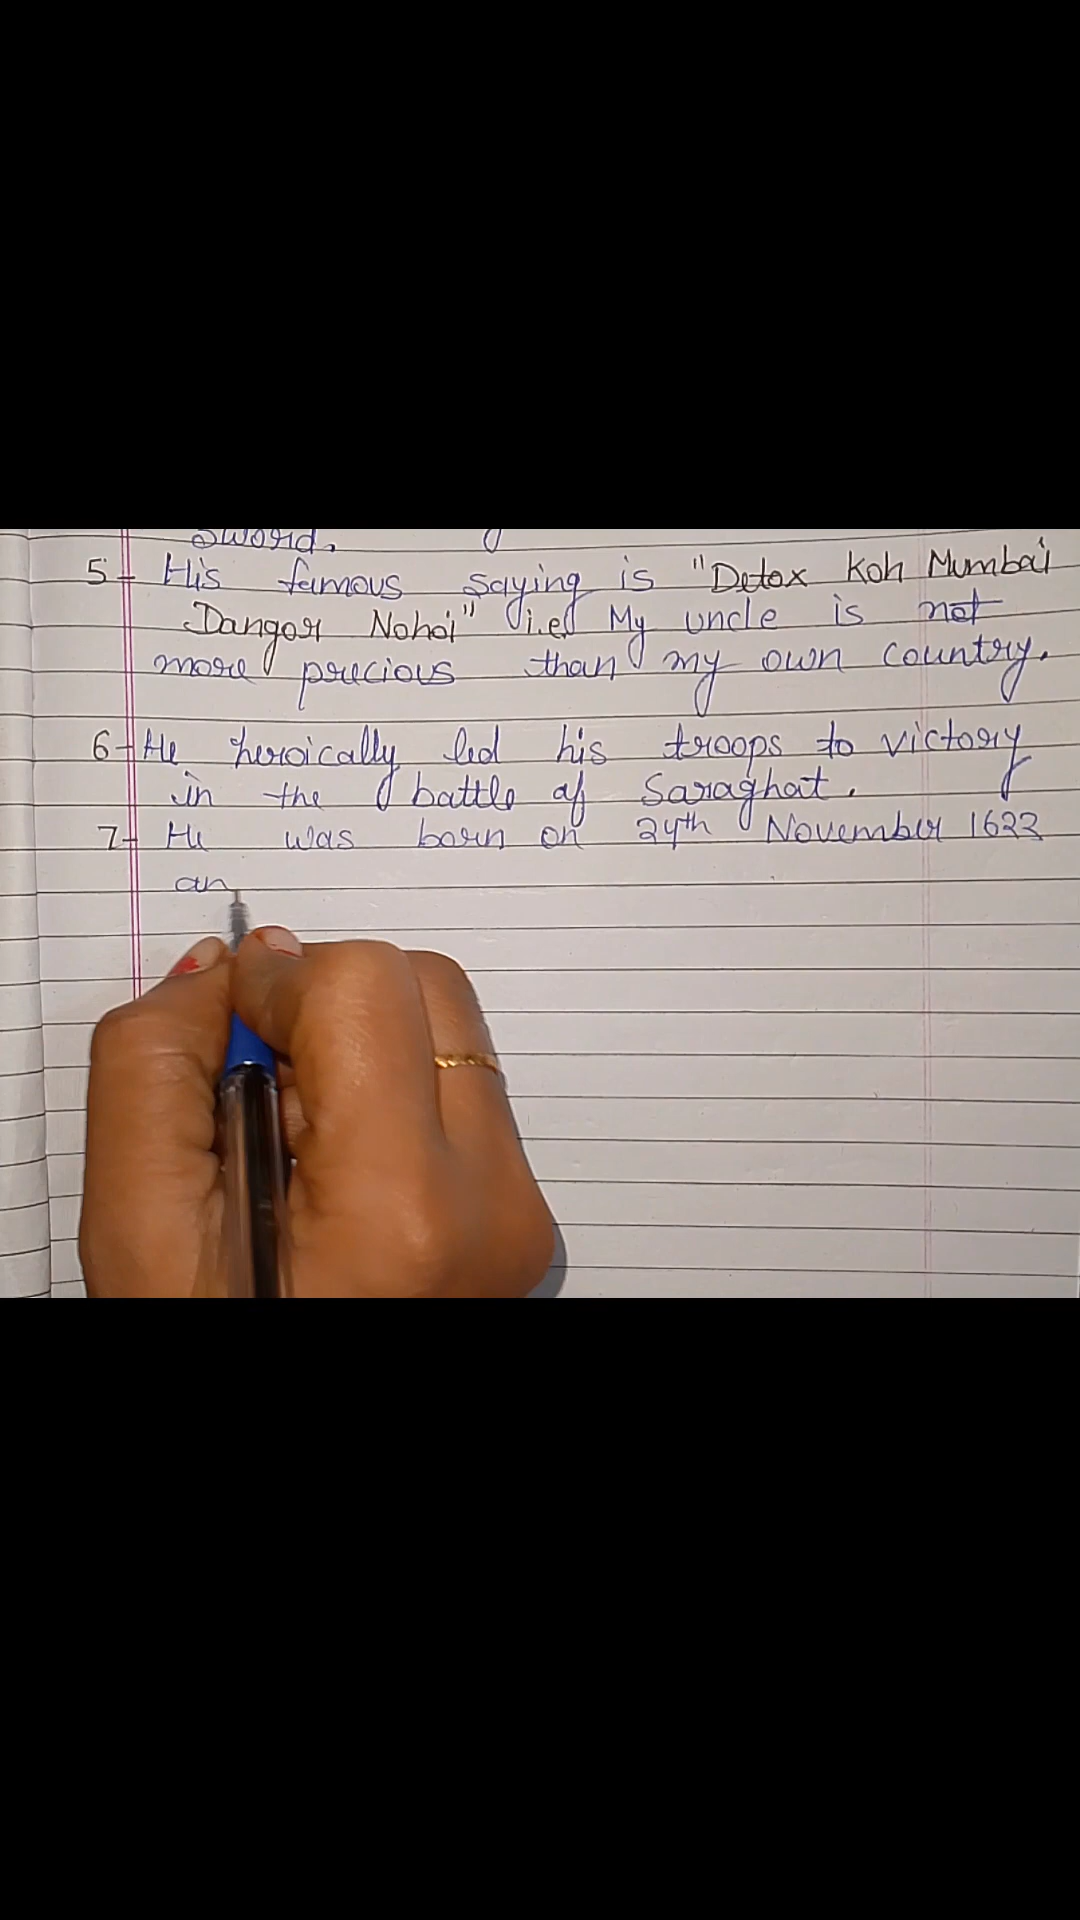 sword.
5- His famous saying is "Detox Koh Mumbai
Dangor Nohoi" i.e. My uncle is not
more precious than my own country.
6- He heroically led his troops to victory
in the battle of Saraghat.
7- He was born on 24th November 1622
an